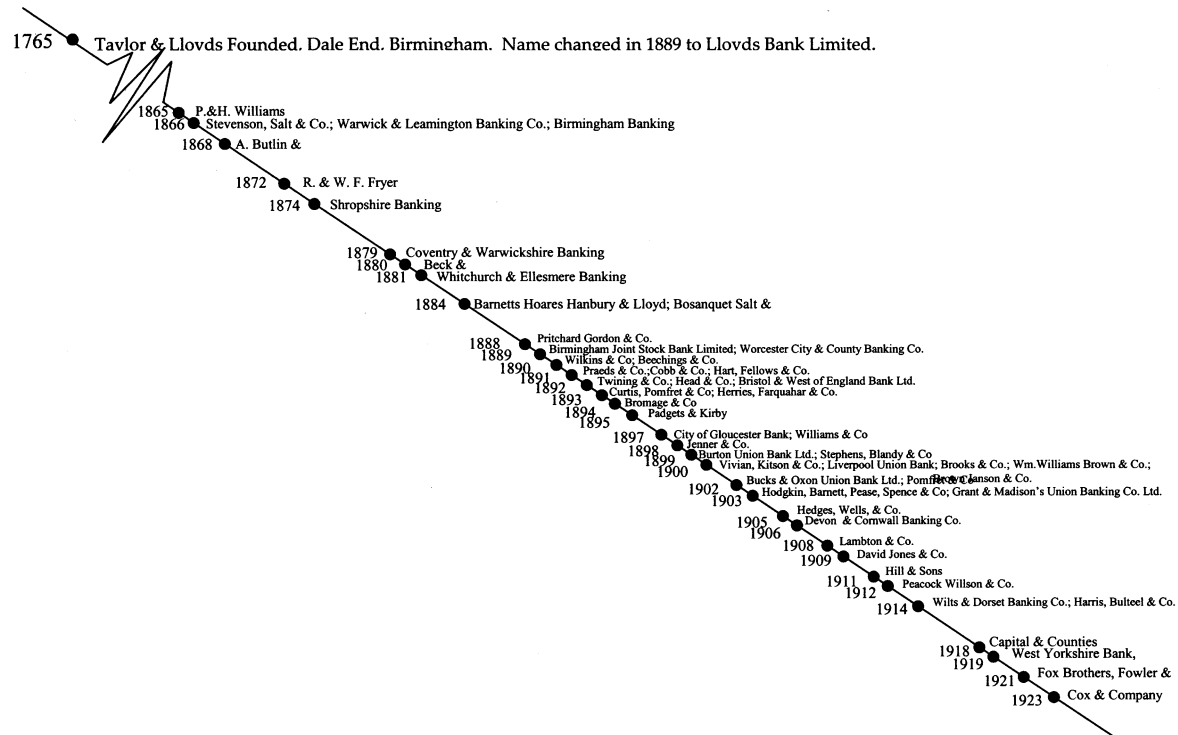 1765 Taylor & Lloyds Founded, Dale End, Birmingham. Name changed in 1889 to Lloyds Bank Limited.
1865 P.&H. Williams
1866 Stevenson, Salt & Co.; Warwick & Leamington Banking Co.; Birmingham Banking
1868 A. Butlin &
1872 R. & W. F. Fryer
1874 Shropshire Banking
1879 Coventry & Warwickshire Banking
1880 Beck &
1881 Whitchurch & Ellesmere Banking
1884 Barnetts Hoares Hanbury & Lloyd; Bosanquet Salt &
1888 Pritchard Gordon & Co.
1889 Birmingham Joint Stock Bank Limited; Worcester City & County Banking Co.
1890 Wilkins & Co; Beechings & Co.
1891 Praeds & Co.;Cobb & Co.; Hart, Fellows & Co.
1892 Twining & Co.; Head & Co.; Bristol & West of England Bank Ltd.
1893 Curtis, Pomfret & Co; Herries, Farquhar & Co.
1894 Bromage & Co
1895 Padgets & Kirby
1897 City of Gloucester Bank; Williams & Co
1898 Jenner & Co.
1899 Burton Union Bank Ltd.; Stephens, Blandy & Co
1900 Vivian, Kitson & Co.; Liverpool Union Bank; Brooks & Co.; Wm.Williams Brown & Co.;
Brown Janson & Co.
1902 Bucks & Oxon Union Bank Ltd.; Pomfret & Co
1903 Hodgkin, Barnett, Pease, Spence & Co; Grant & Madison's Union Banking Co. Ltd.
1905 Hedges, Wells, & Co.
1906 Devon & Cornwall Banking Co.
1908 Lambton & Co.
1909 David Jones & Co.
1911 Hill & Sons
1912 Peacock Willson & Co.
1914 Wilts & Dorset Banking Co.; Harris, Bulteel & Co.
1918 Capital & Counties
1919 West Yorkshire Bank,
1921 Fox Brothers, Fowler &
1923 Cox & Company